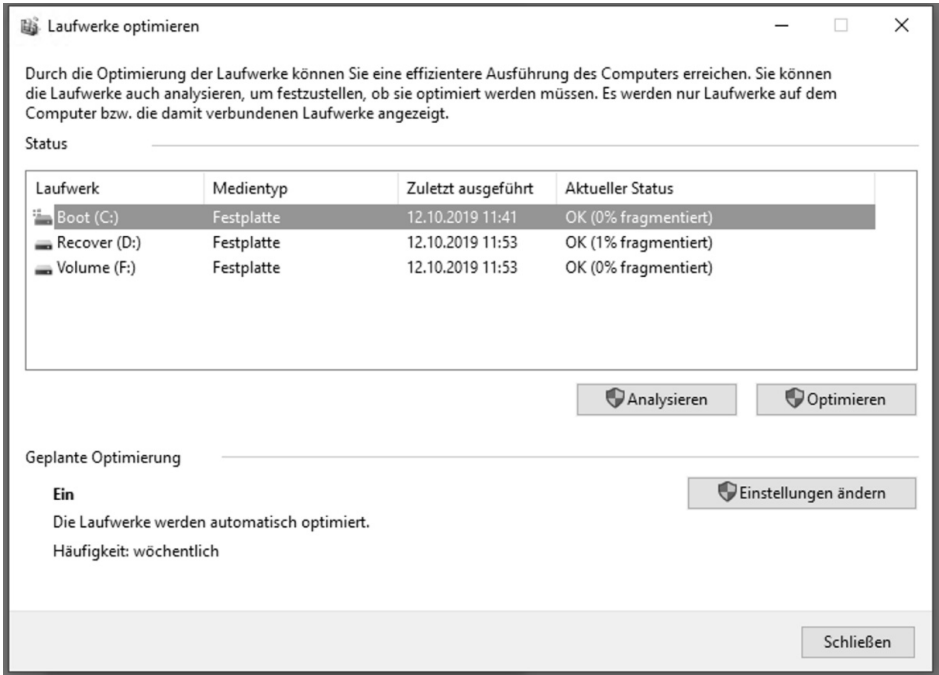 Laufwerke optimieren
Durch die Optimierung der Laufwerke können Sie eine effizientere Ausführung des Computers erreichen. Sie können
die Laufwerke auch analysieren, um festzustellen, ob sie optimiert werden müssen. Es werden nur Laufwerke auf dem
Computer bzw. die damit verbundenen Laufwerke angezeigt.
Status
Laufwerk Medientyp Zuletzt ausgeführt Aktueller Status
Boot (C:) Festplatte 12.10.2019 11:41 OK (0% fragmentiert)
Recover (D:) Festplatte 12.10.2019 11:53 OK (1% fragmentiert)
Volume (F:) Festplatte 12.10.2019 11:53 OK (0% fragmentiert)
Analysieren Optimieren
Geplante Optimierung
Ein Einstellungen ändern
Die Laufwerke werden automatisch optimiert.
Häufigkeit: wöchentlich
Schließen